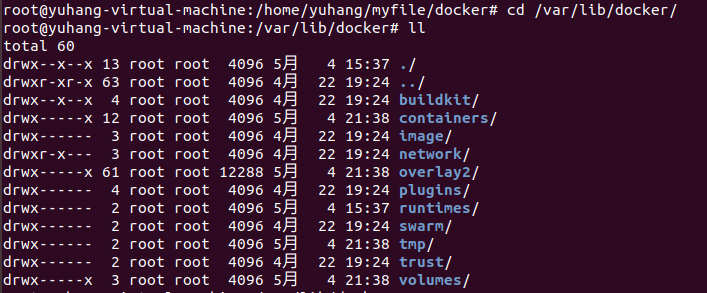 root@yuhang-virtual-machine:/home/yuhang/myfile/docker# cd /var/lib/docker/
root@yuhang-virtual-machine:/var/lib/docker# ll
total 60
drwx--x--x 13 root root  4096 5月   4 15:37 ./
drwxr-xr-x 63 root root  4096 4月  22 19:24 ../
drwx--x--x  4 root root  4096 4月  22 19:24 buildkit/
drwx-----x 12 root root  4096 5月   4 21:38 containers/
drwx------  3 root root  4096 4月  22 19:24 image/
drwxr-x---  3 root root  4096 4月  22 19:24 network/
drwx-----x 61 root root 12288 5月   4 21:38 overlay2/
drwx------  4 root root  4096 4月  22 19:24 plugins/
drwx------  2 root root  4096 5月   4 15:37 runtimes/
drwx------  2 root root  4096 4月  22 19:24 swarm/
drwx------  2 root root  4096 5月   4 21:38 tmp/
drwx------  2 root root  4096 4月  22 19:24 trust/
drwx-----x  3 root root  4096 5月   4 21:38 volumes/